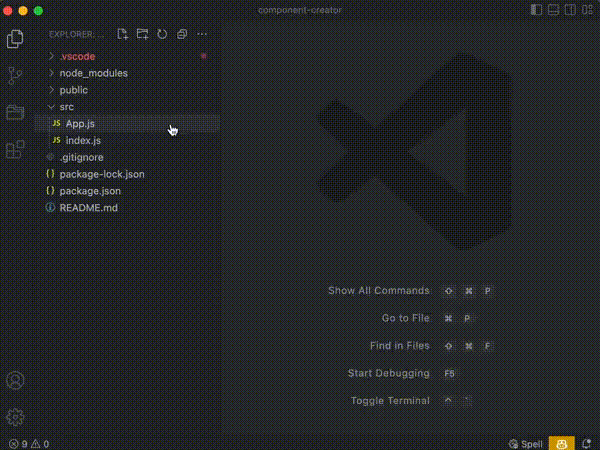 component-creator
EXPLORER, ...
.vscode
node_modules
public
src
JS App.js
JS index.js
.gitignore
{} package-lock.json
{} package.json
README.md
Show All Commands ⇧ ⌘ P
Go to File ⌘ P
Find in Files ⇧ ⌘ F
Start Debugging F5
Toggle Terminal ^ `
9 0 Spell